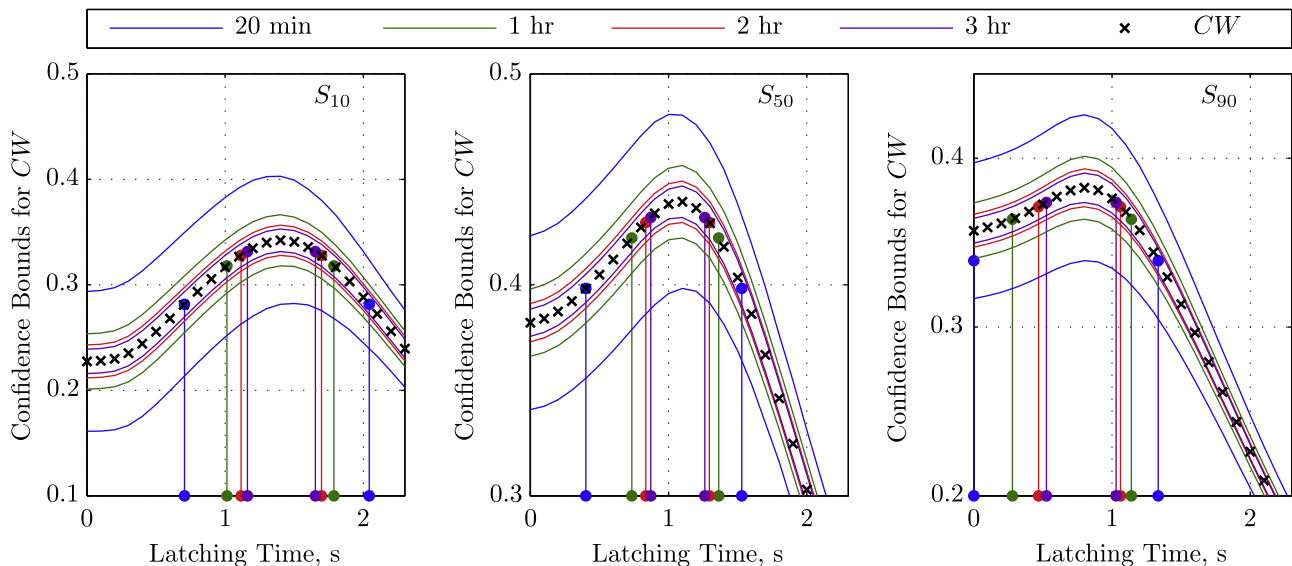 20 min 1 hr 2 hr 3 hr CW
S10
Confidence Bounds for CW
0.5
0.4
0.3
0.2
0.1
0 1 2
Latching Time, s
S50
Confidence Bounds for CW
0.5
0.4
0.3
0 1 2
Latching Time, s
S90
Confidence Bounds for CW
0.4
0.3
0.2
0 1 2
Latching Time, s